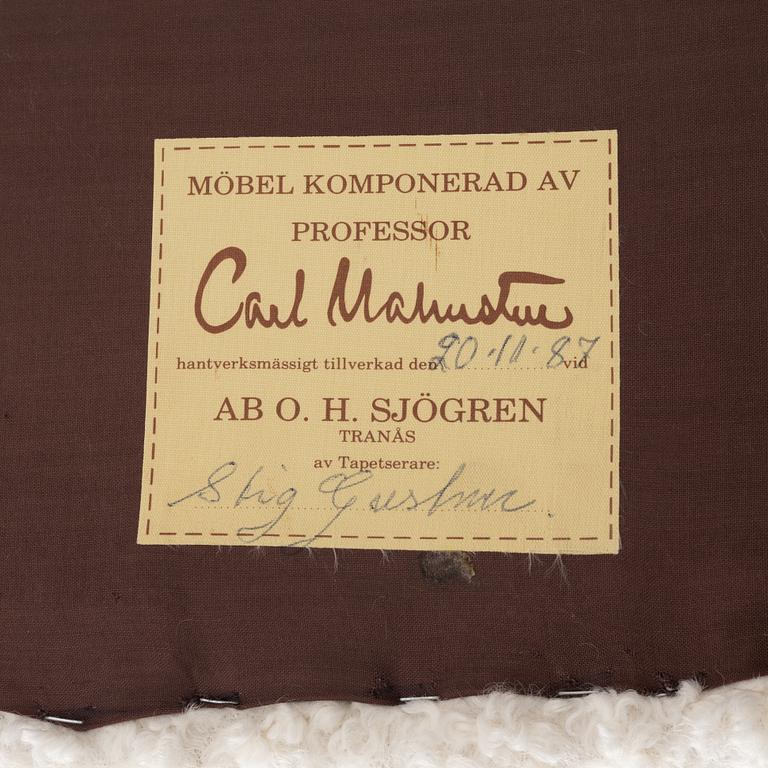 MÖBEL KOMPONERAD AV
PROFESSOR
Carl Malmsten
hantverksmässigt tillverkad den 20.11.87 vid
AB O. H. SJÖGREN
TRANÅS
av Tapetserare:
Stig